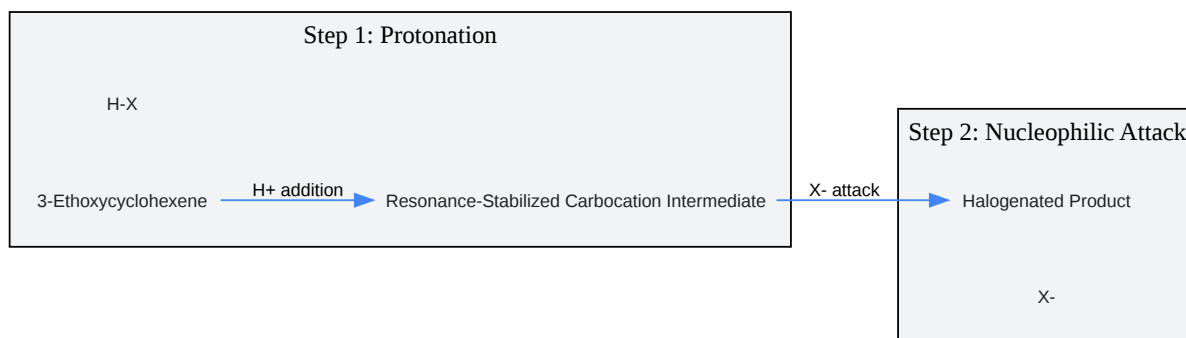 Step 1: Protonation
H-X
Step 2: Nucleophilic Attack
3-Ethoxycyclohexene
H+ addition
Resonance-Stabilized Carbocation Intermediate
X- attack
Halogenated Product
X-